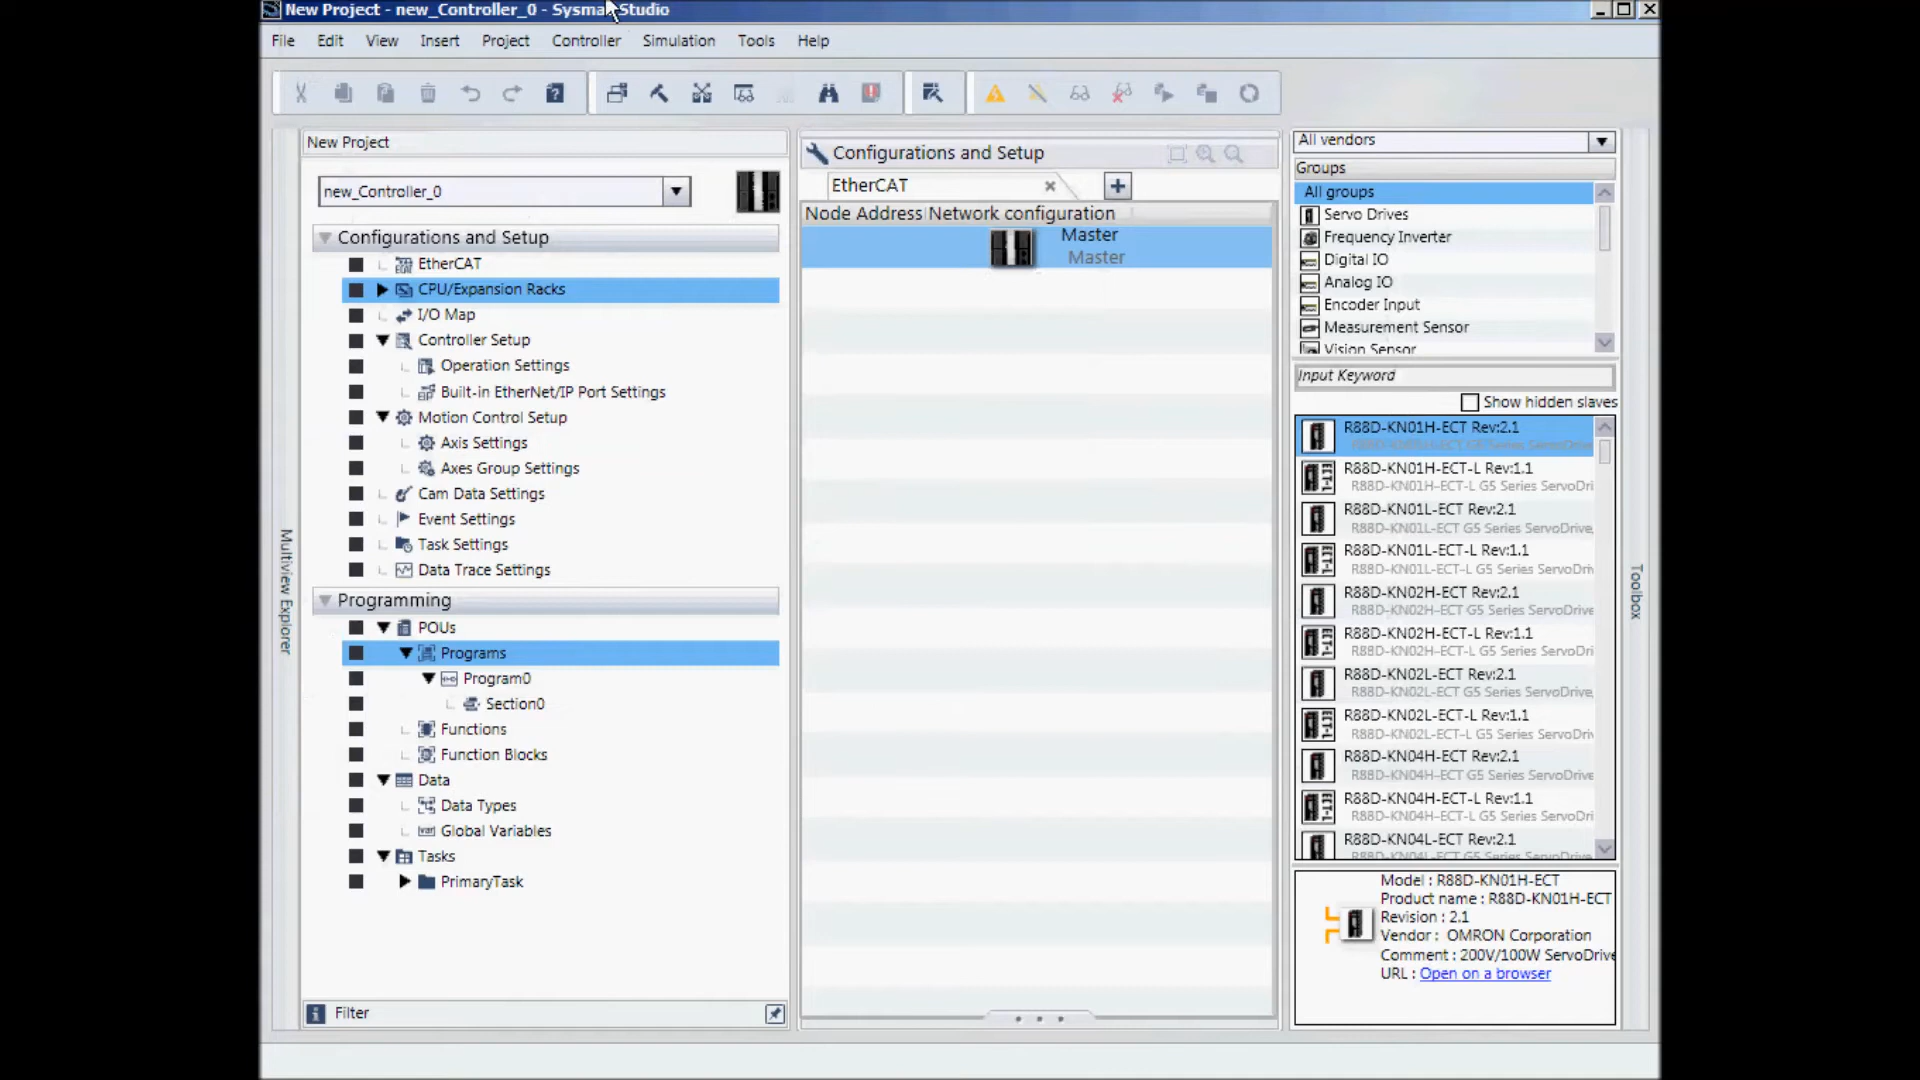 New Project - new_Controller_0 - Sysmac Studio
File Edit View Insert Project Controller Simulation Tools Help
New Project
new_Controller_0
Configurations and Setup
EtherCAT
CPU/Expansion Racks
I/O Map
Controller Setup
Operation Settings
Built-in EtherNet/IP Port Settings
Motion Control Setup
Axis Settings
Axes Group Settings
Cam Data Settings
Event Settings
Task Settings
Data Trace Settings
Programming
POUs
Programs
Program0
Section0
Functions
Function Blocks
Data
Data Types
Global Variables
Tasks
PrimaryTask
Filter
Multiview Explorer
Configurations and Setup
EtherCAT
Node Address Network configuration
Master
Master
All vendors
Groups
All groups
Servo Drives
Frequency Inverter
Digital IO
Analog IO
Encoder Input
Measurement Sensor
Vision Sensor
Input Keyword
Show hidden slaves
R88D-KN01H-ECT Rev:2.1
R88D-KN01H-ECT-L Rev:1.1
R88D-KN01H-ECT-L G5 Series ServoDri
R88D-KN01L-ECT Rev:2.1
R88D-KN01L-ECT G5 Series ServoDrive,
R88D-KN01L-ECT-L Rev:1.1
R88D-KN01L-ECT-L G5 Series ServoDri
R88D-KN02H-ECT Rev:2.1
R88D-KN02H-ECT G5 Series ServoDrive
R88D-KN02H-ECT-L Rev:1.1
R88D-KN02H-ECT-L G5 Series ServoDri
R88D-KN02L-ECT Rev:2.1
R88D-KN02L-ECT G5 Series ServoDrive,
R88D-KN02L-ECT-L Rev:1.1
R88D-KN02L-ECT-L G5 Series ServoDri
R88D-KN04H-ECT Rev:2.1
R88D-KN04H-ECT G5 Series ServoDrive
R88D-KN04H-ECT-L Rev:1.1
R88D-KN04H-ECT-L G5 Series ServoDri
R88D-KN04L-ECT Rev:2.1
R88D-KN04L-ECT G5 Series ServoDrive
Model : R88D-KN01H-ECT
Product name : R88D-KN01H-ECT
Revision : 2.1
Vendor : OMRON Corporation
Comment : 200V/100W ServoDrive
URL : Open on a browser
Toolbox